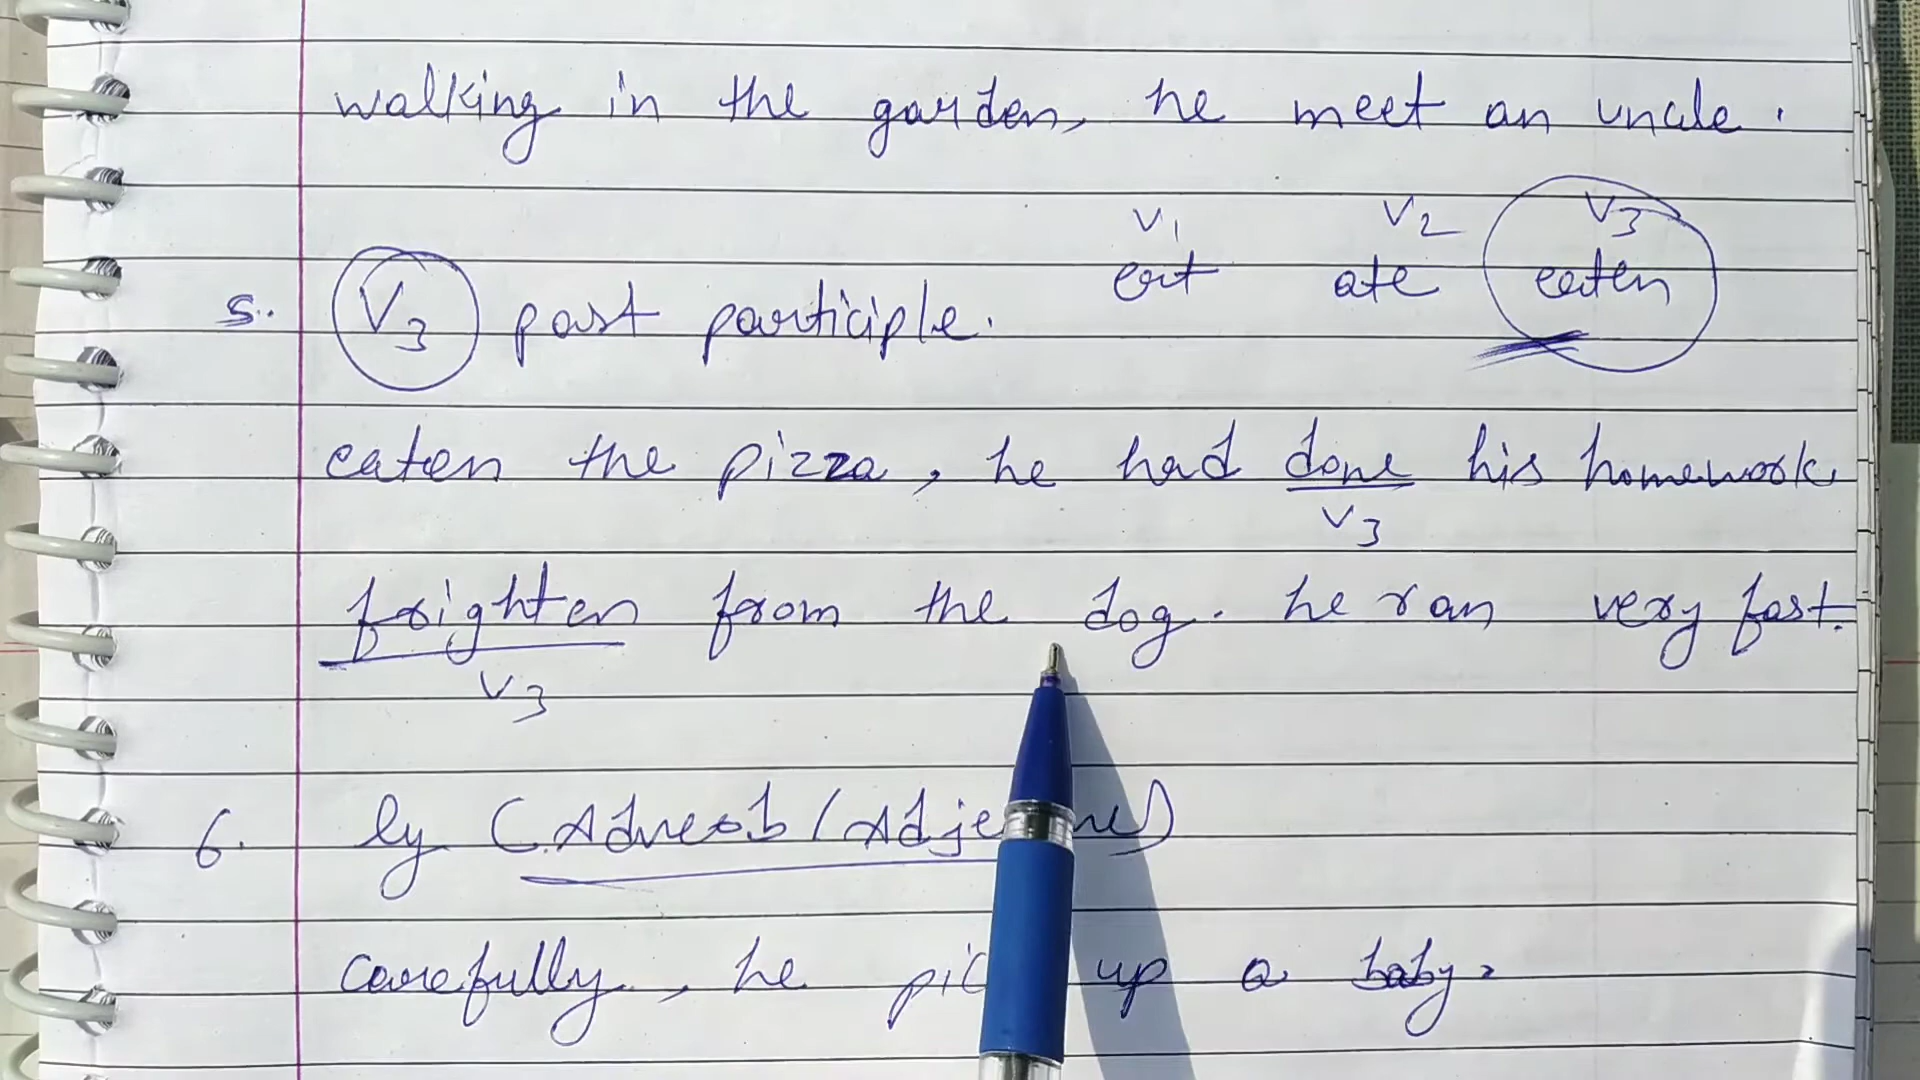 walking in the garden, he meet an uncle.
V1 V2 V3
eat ate eaten
5. V3 past participle.
eaten the pizza, he had done his homework.
V3
frighten from the dog. he ran very fast.
V3
6. ly (Adverb/
carefully, he up a baby.